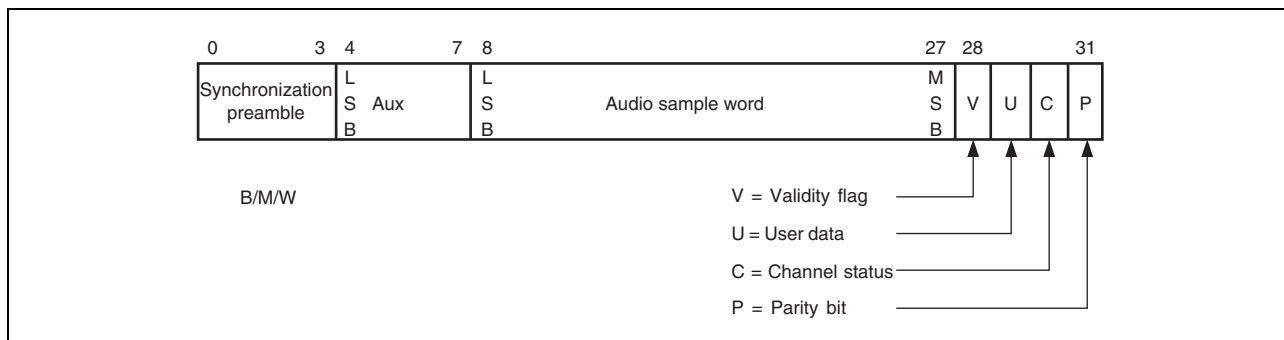 0 3 4 7 8 27 28 31
Synchronization
preamble
L
S
B
Aux
L
S
B
Audio sample word
M
S
B
V U C P
B/M/W
V = Validity flag
U = User data
C = Channel status
P = Parity bit